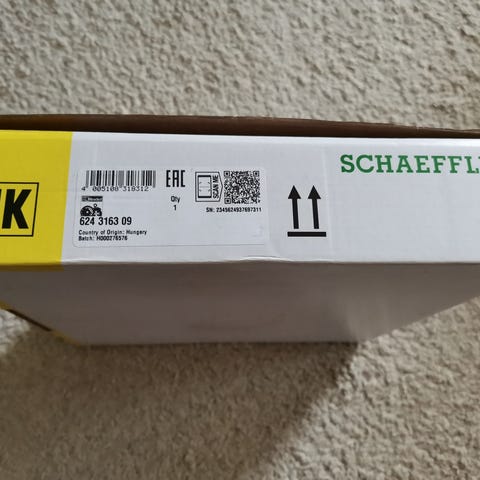 UK
SCHAEFFL
4 005108 318312
EAC
Qty
1
SCAN ME
SN: 2345624937697311
624 3163 09
Country of Origin: Hungary
Batch: H000276576